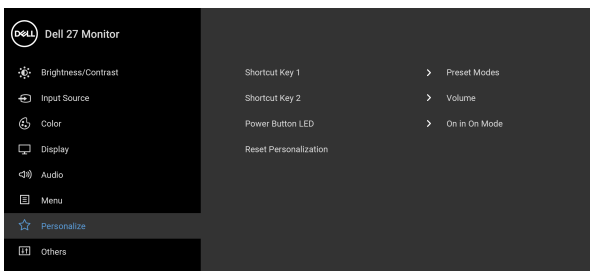 DELL Dell 27 Monitor
Brightness/Contrast
Input Source
Color
Display
Audio
Menu
Personalize
Others
Shortcut Key 1 > Preset Modes
Shortcut Key 2 > Volume
Power Button LED > On in On Mode
Reset Personalization